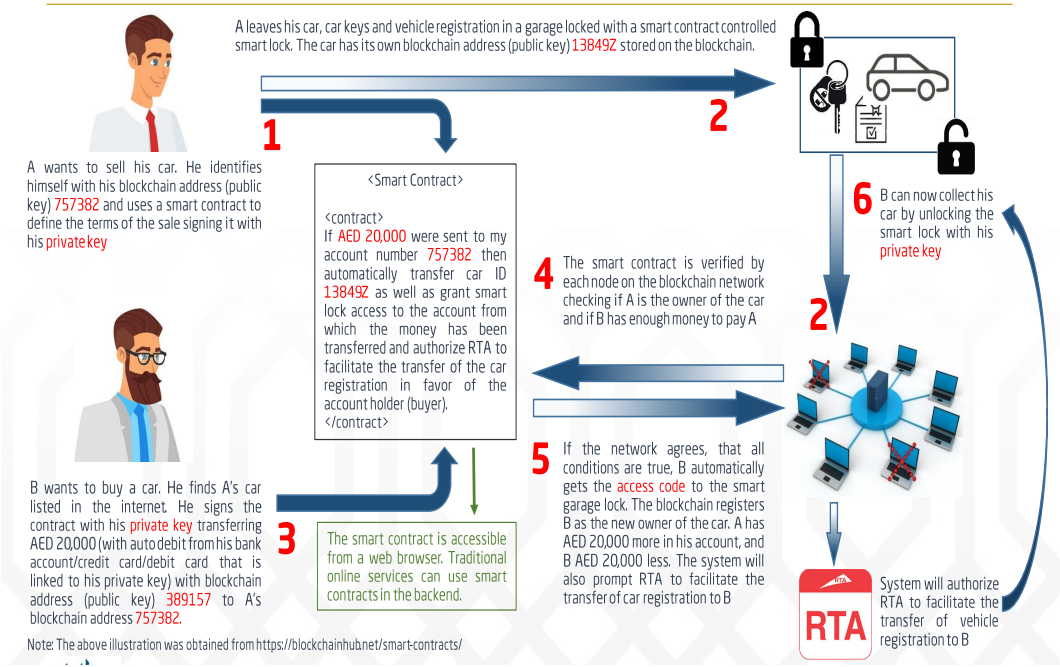 A leaves his car, car keys and vehicle registration in a garage locked with a smart contract controlled
smart lock. The car has its own blockchain address (public key) 13849Z stored on the blockchain.
1
2
A wants to sell his car. He identifies
himself with his blockchain address (public
key) 757382 and uses a smart contract to
define the terms of the sale signing it with
his private key
<Smart Contract>
<contract>
If AED 20,000 were sent to my
account number 757382 then
automatically transfer car ID
13849Z as well as grant smart
lock access to the account from
which the money has been
transferred and authorize RTA to
facilitate the transfer of the car
registration in favor of the
account holder (buyer).
</contract>
6
B can now collect his
car by unlocking the
smart lock with his
private key
4
The smart contract is verified by
each node on the blockchain network
checking if A is the owner of the car
and if B has enough money to pay A
2
5
If the network agrees, that all
conditions are true, B automatically
gets the access code to the smart
garage lock. The blockchain registers
B as the new owner of the car. A has
AED 20,000 more in his account, and
B AED 20,000 less. The system will
also prompt RTA to facilitate the
transfer of car registration to B
B wants to buy a car. He finds A's car
listed in the internet. He signs the
contract with his private key transferring
AED 20,000 (with auto debit from his bank
account/credit card/debit card that is
linked to his private key) with blockchain
address (public key) 389157 to A's
blockchain address 757382.
3
The smart contract is accessible
from a web browser. Traditional
online services can use smart
contracts in the backend.
RTA
RTA
System will authorize
RTA to facilitate the
transfer of vehicle
registration to B
Note: The above illustration was obtained from https://blockchainhub.net/smart-contracts/